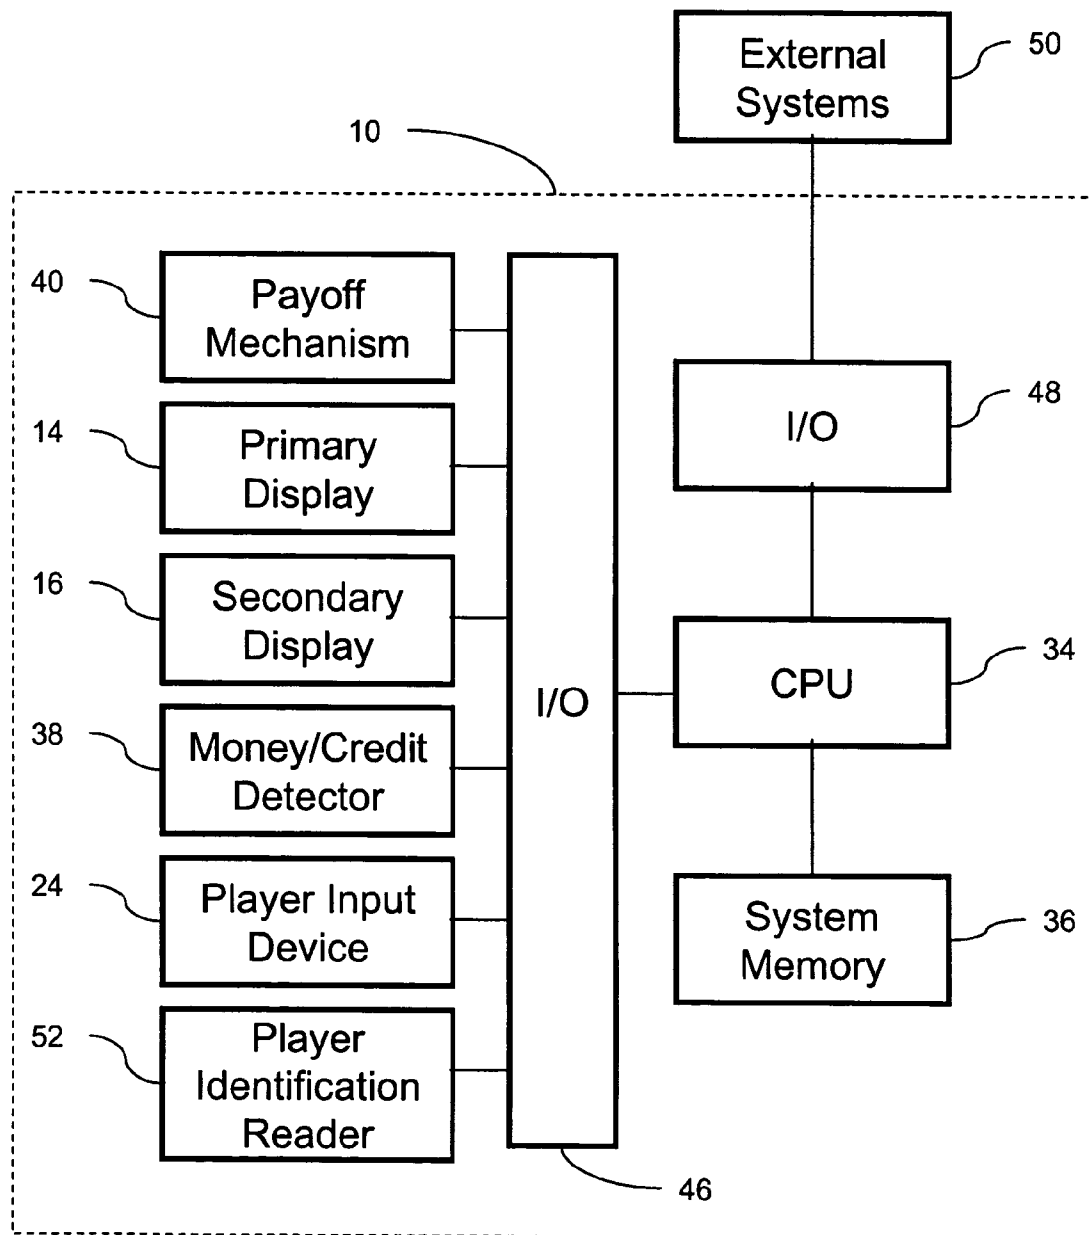 External
Systems
50
10
40
Payoff
Mechanism
14
Primary
Display
16
Secondary
Display
38
Money/Credit
Detector
24
Player Input
Device
52
Player
Identification
Reader
I/O
46
I/O
48
CPU
34
System
Memory
36